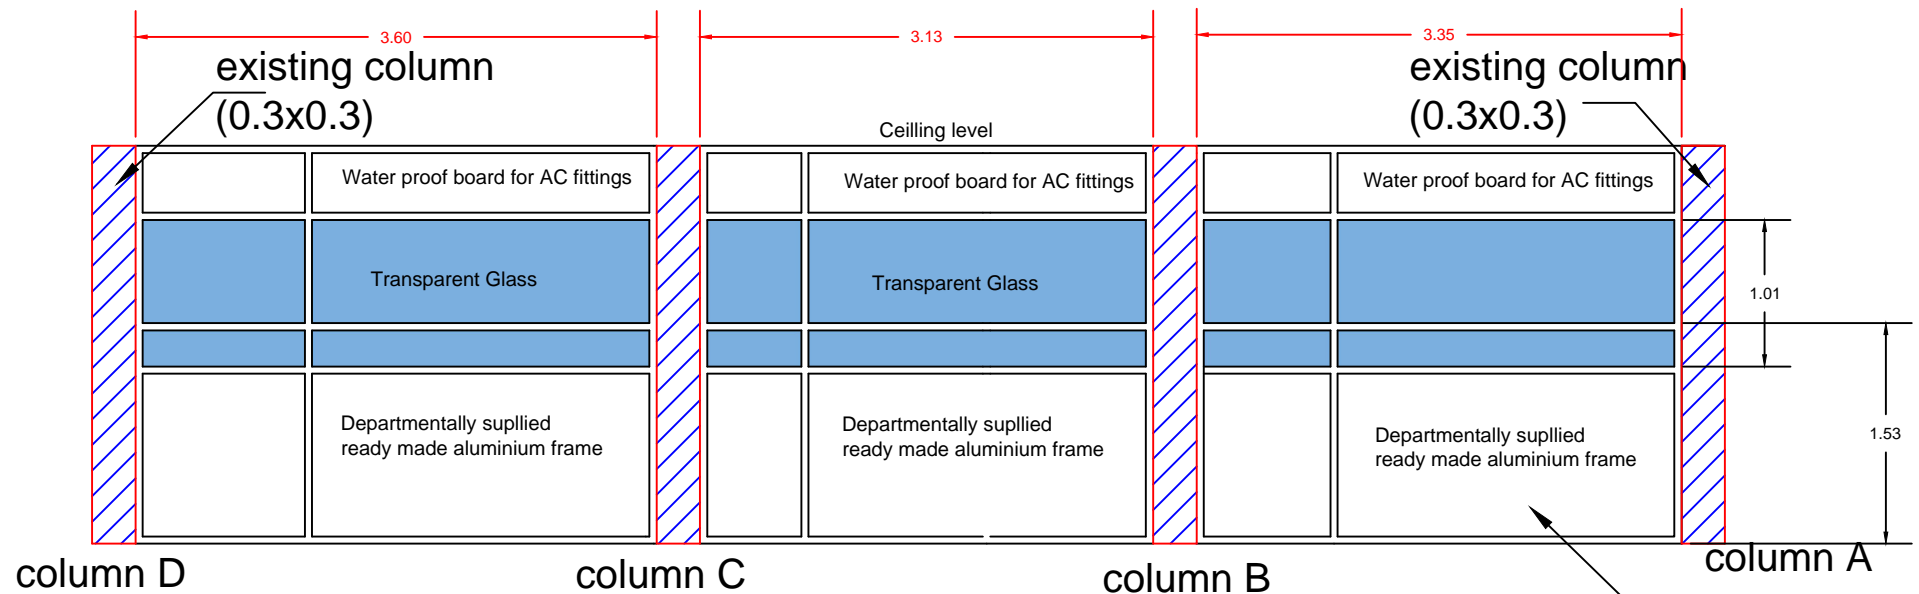 3.60
3.13
3.35
existing column
(0.3x0.3)
existing column
(0.3x0.3)
Ceilling level
Water proof board for AC fittings
Water proof board for AC fittings
Water proof board for AC fittings
Transparent Glass
Transparent Glass
1.01
Departmentally supllied
ready made aluminium frame
Departmentally supllied
ready made aluminium frame
Departmentally supllied
ready made aluminium frame
1.53
column D
column C
column B
column A